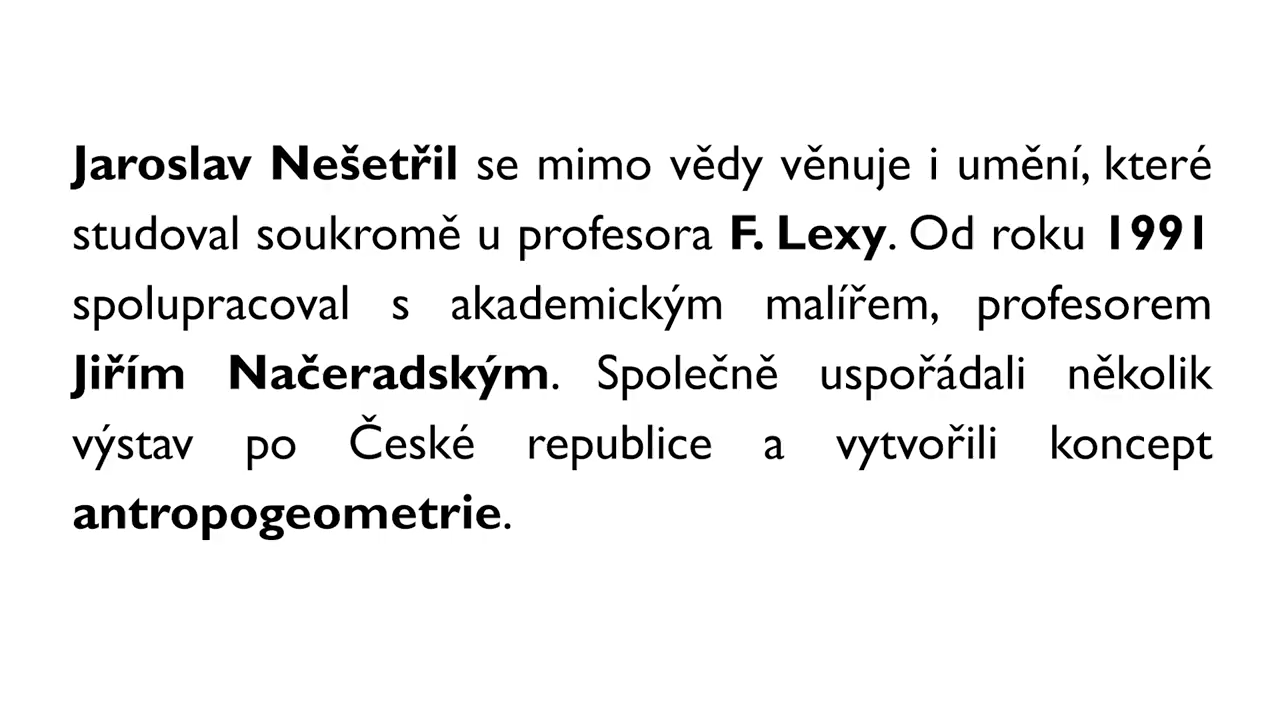 Jaroslav Nešetřil se mimo vědy věnuje i umění, které
studoval soukromě u profesora F. Lexy. Od roku 1991
spolupracoval s akademickým malířem, profesorem
Jiřím Načeradským. Společně uspořádali několik
výstav po České republice a vytvořili koncept
antropogeometrie.